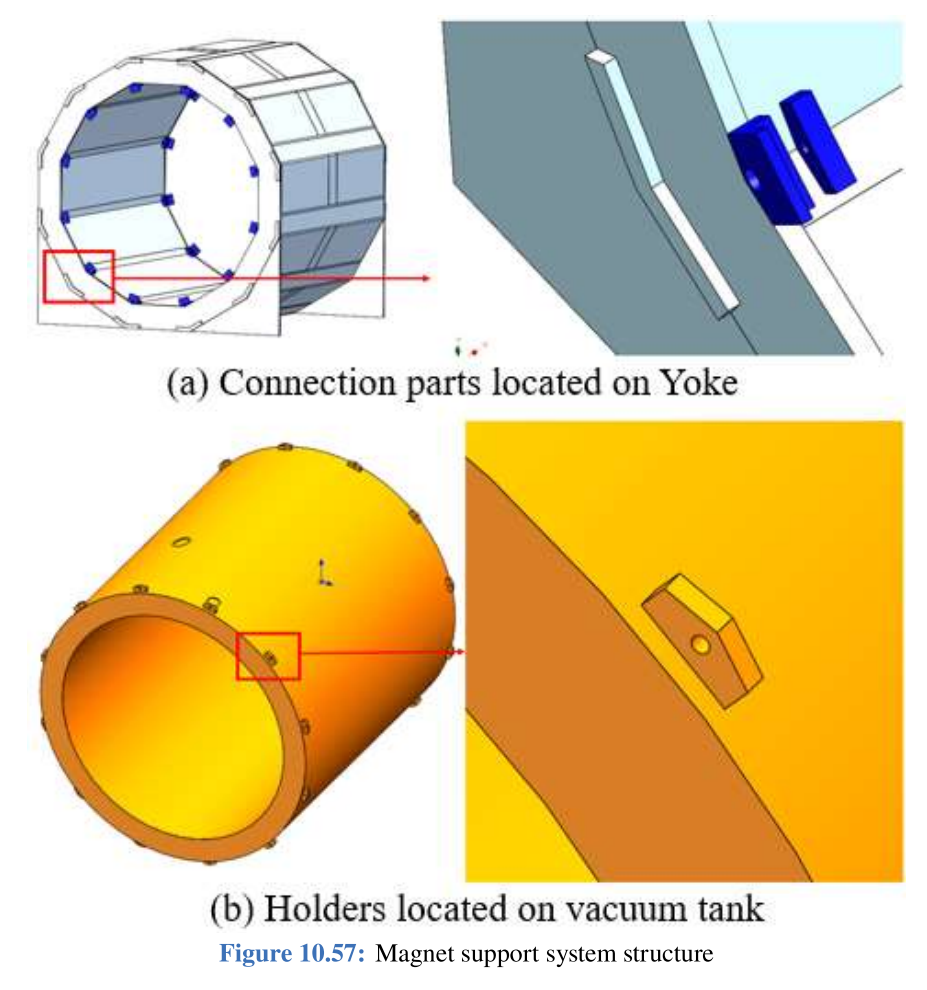 (a) Connection parts located on Yoke
(b) Holders located on vacuum tank
Figure 10.57: Magnet support system structure